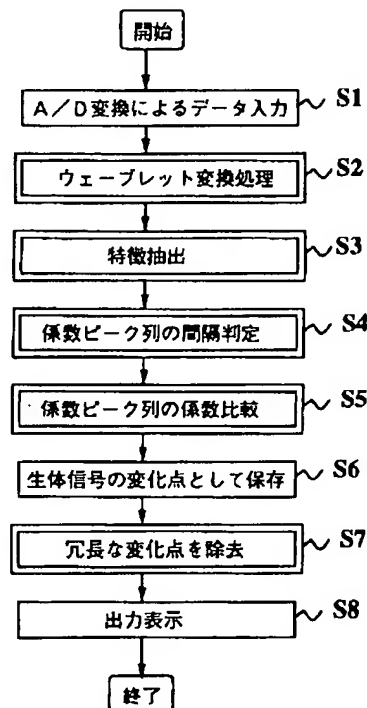 開始
A/D変換によるデータ入力 S1
ウェーブレット変換処理 S2
特徴抽出 S3
係数ピーク列の間隔判定 S4
係数ピーク列の係数比較 S5
生体信号の変化点として保存 S6
冗長な変化点を除去 S7
出力表示 S8
終了